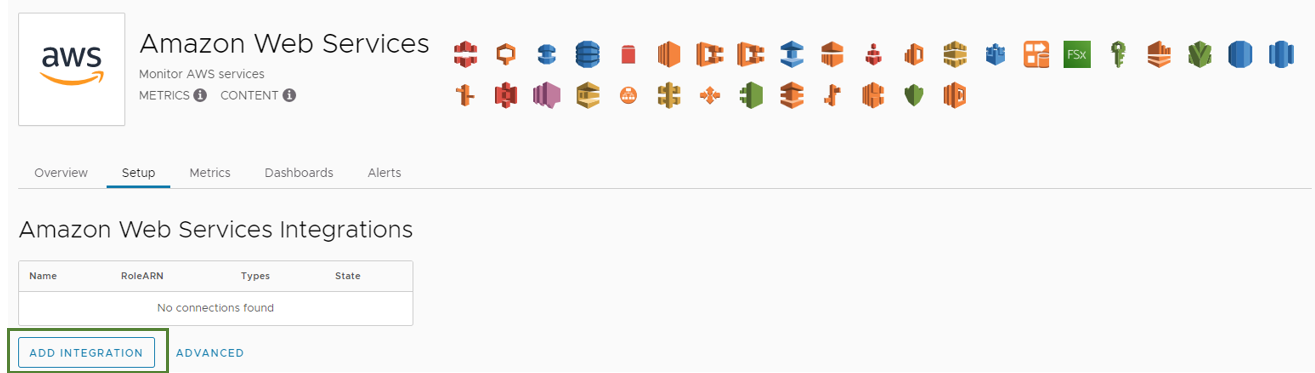 aws
Amazon Web Services
Monitor AWS services
METRICS i CONTENT i
FSx
Overview Setup Metrics Dashboards Alerts
Amazon Web Services Integrations
Name RoleARN Types State
No connections found
ADD INTEGRATION ADVANCED